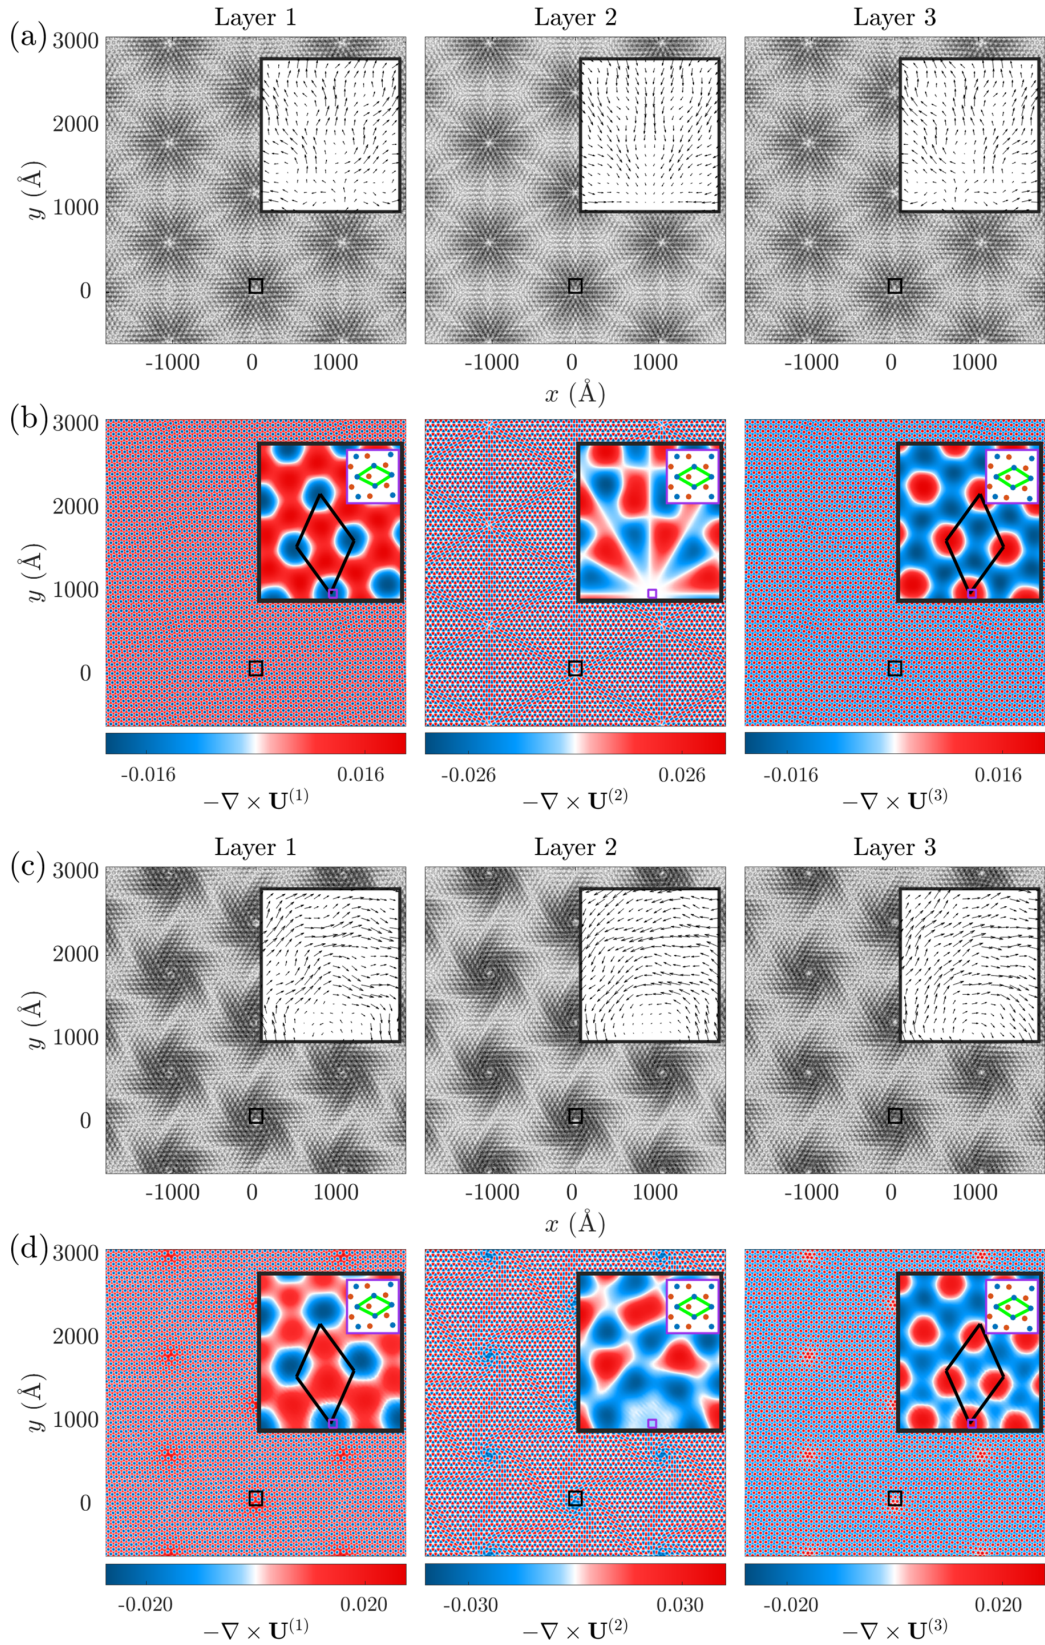 Layer 1 Layer 2 Layer 3
(a)
3000
2000
1000
0
y (Å)
-1000 0 1000 -1000 0 1000 -1000 0 1000
x (Å)
(b)
3000
2000
1000
0
y (Å)
-0.016 0.016 -0.026 0.026 -0.016 0.016
−∇ × U⁽¹⁾ −∇ × U⁽²⁾ −∇ × U⁽³⁾
Layer 1 Layer 2 Layer 3
(c)
3000
2000
1000
0
y (Å)
-1000 0 1000 -1000 0 1000 -1000 0 1000
x (Å)
(d)
3000
2000
1000
0
y (Å)
-0.020 0.020 -0.030 0.030 -0.020 0.020
−∇ × U⁽¹⁾ −∇ × U⁽²⁾ −∇ × U⁽³⁾